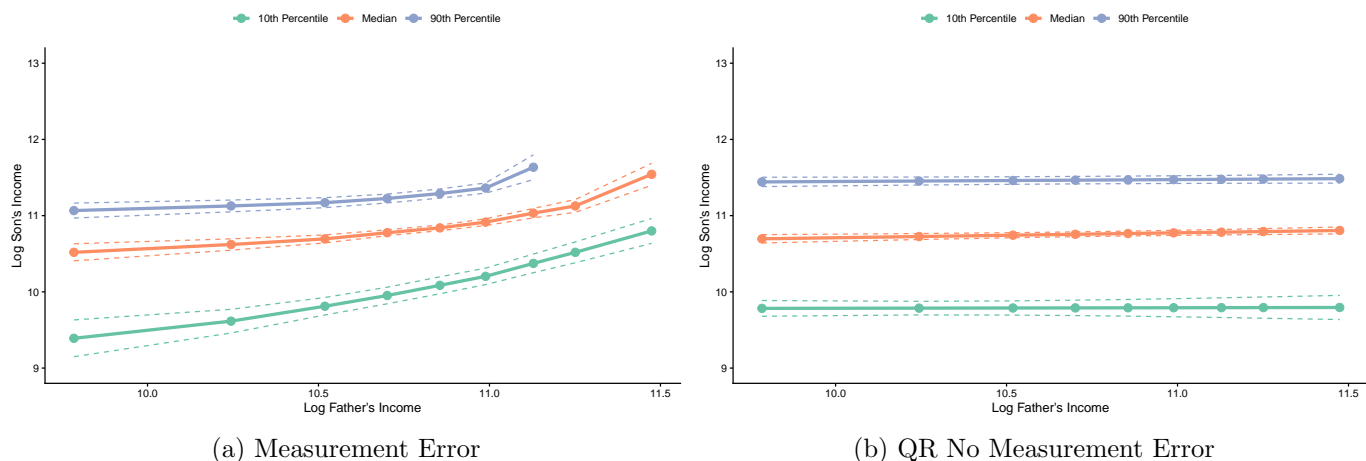 10th Percentile Median 90th Percentile
13
12
11
10
9
Log Son's Income
10.0 10.5 11.0 11.5
Log Father's Income
(a) Measurement Error
10th Percentile Median 90th Percentile
13
12
11
10
9
Log Son's Income
10.0 10.5 11.0 11.5
Log Father's Income
(b) QR No Measurement Error